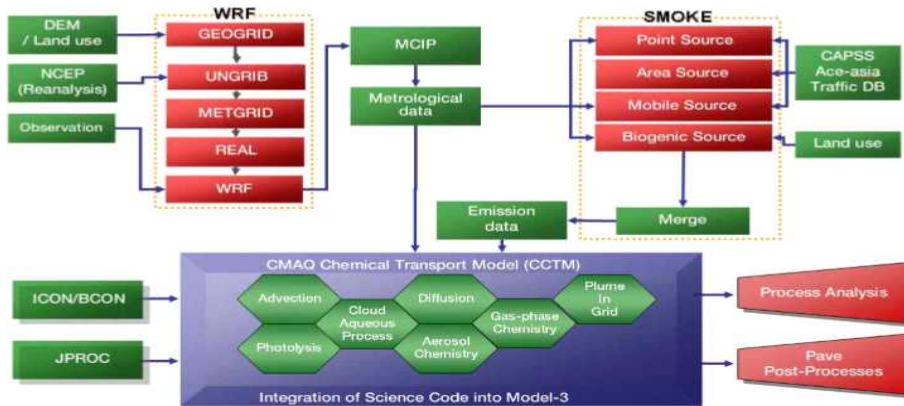 WRF
SMOKE
DEM
/ Land use
GEOGRID
MCIP
Point Source
CAPSS
Ace-asia
Traffic DB
NCEP
(Reanalysis)
UNGRIB
Area Source
METGRID
Metrological
data
Mobile Source
Observation
REAL
Biogenic Source
Land use
WRF
Emission
data
Merge
CMAQ Chemical Transport Model (CCTM)
ICON/BCON
Advection
Cloud
Aqueous
Process
Diffusion
Gas-phase
Chemistry
Plume
In
Grid
Process Analysis
JPROC
Photolysis
Aerosol
Chemistry
Pave
Post-Processes
Integration of Science Code into Model-3